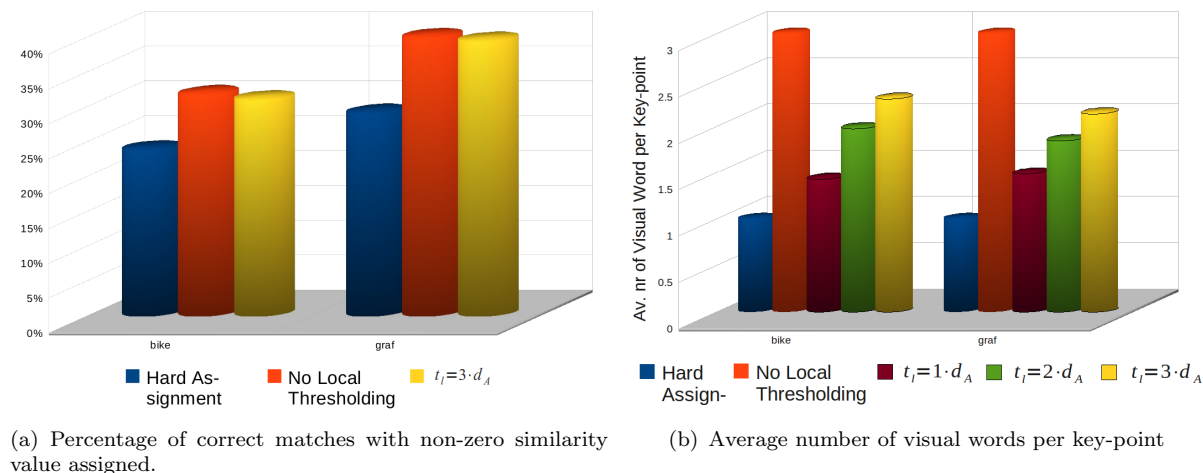 40%
35%
30%
25%
20%
15%
10%
5%
0%
bike graf
Hard As-
signment
No Local
Thresholding
t_l=3·d_A
(a) Percentage of correct matches with non-zero similarity
value assigned.
Av. nr of Visual Word per Key-point
3
2.5
2
1.5
1
0.5
0
bike graf
Hard
Assign-
No Local
Thresholding
t_l=1·d_A
t_l=2·d_A
t_l=3·d_A
(b) Average number of visual words per key-point